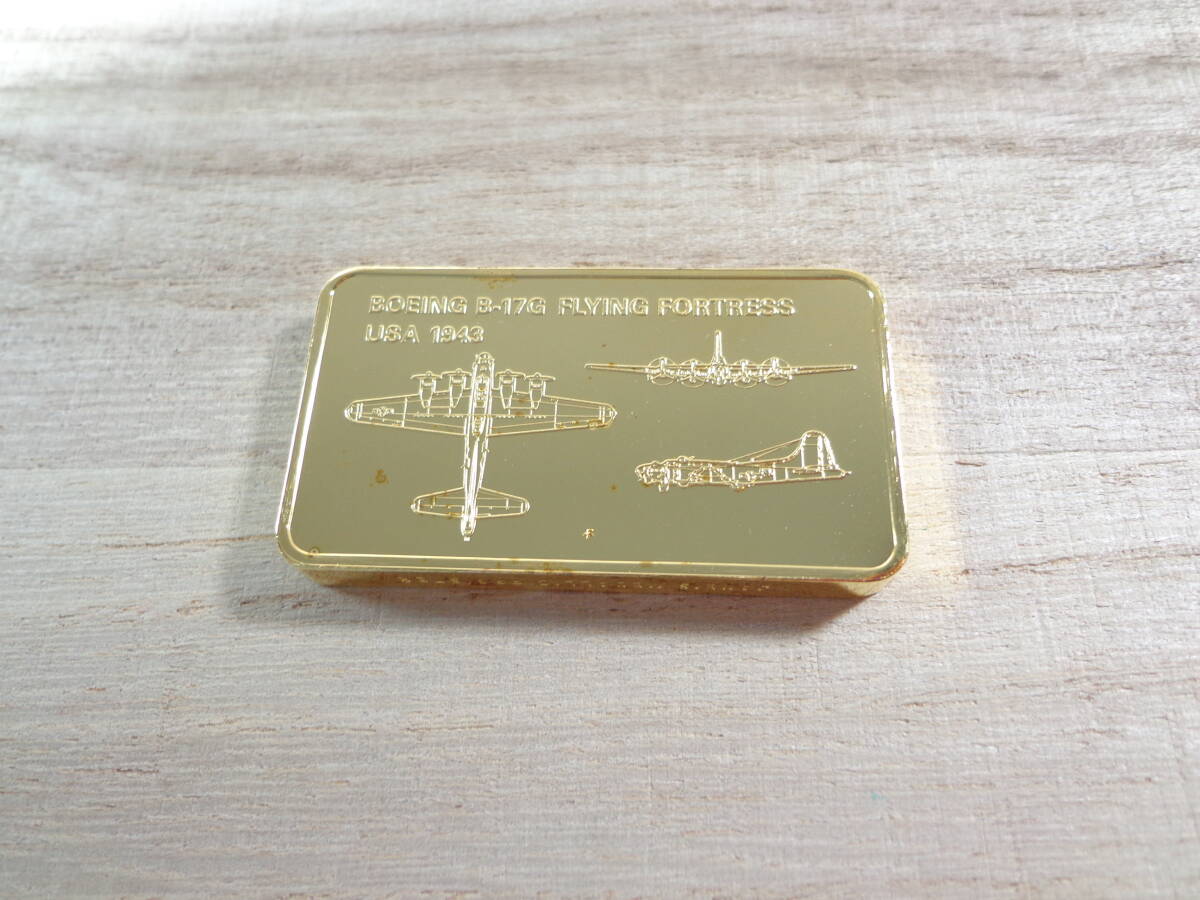 BOEING B-17G FLYING FORTRESS
USA 1943